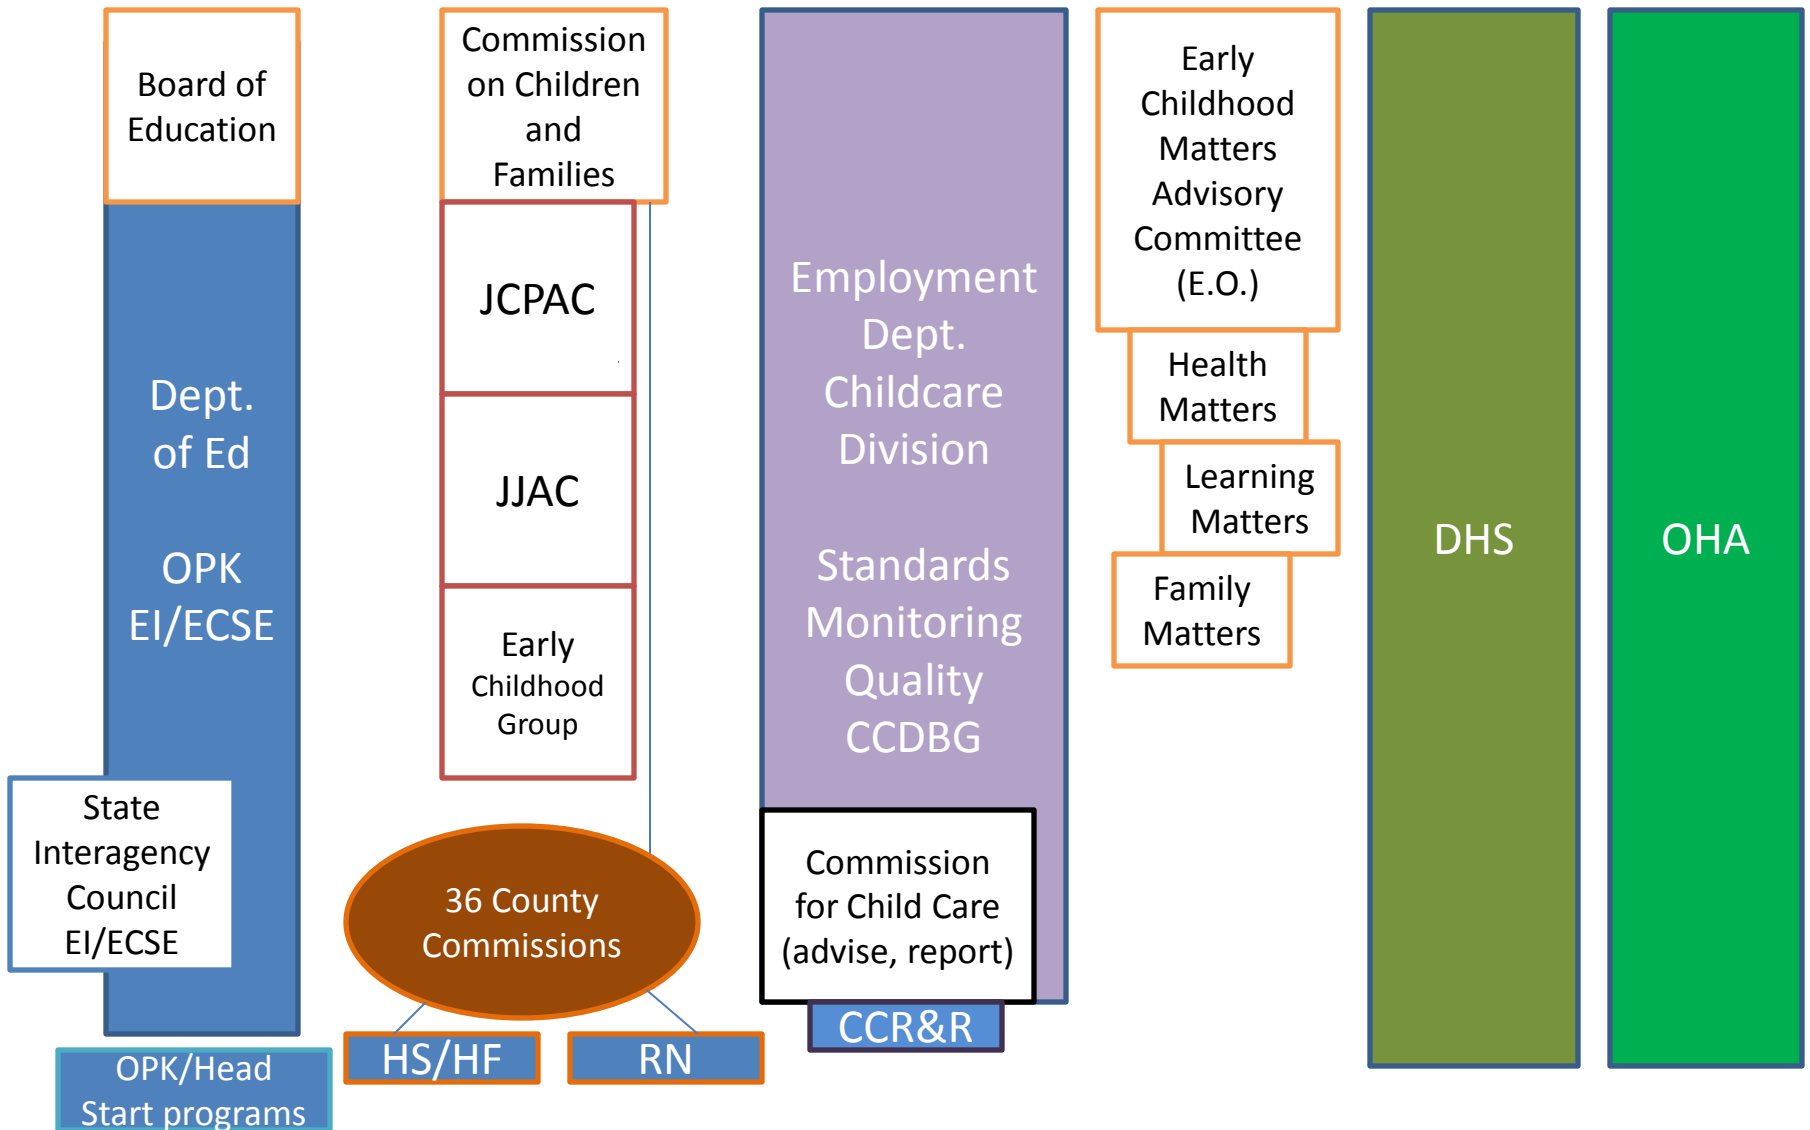 Board of
Education
Dept.
of Ed
OPK
EI/ECSE
State
Interagency
Council
EI/ECSE
OPK/Head
Start programs
Commission
on Children
and
Families
JCPAC
JJAC
Early
Childhood
Group
36 County
Commissions
HS/HF
RN
Employment
Dept.
Childcare
Division
Standards
Monitoring
Quality
CCDBG
Commission
for Child Care
(advise, report)
CCR&R
Early
Childhood
Matters
Advisory
Committee
(E.O.)
Health
Matters
Learning
Matters
Family
Matters
DHS
OHA